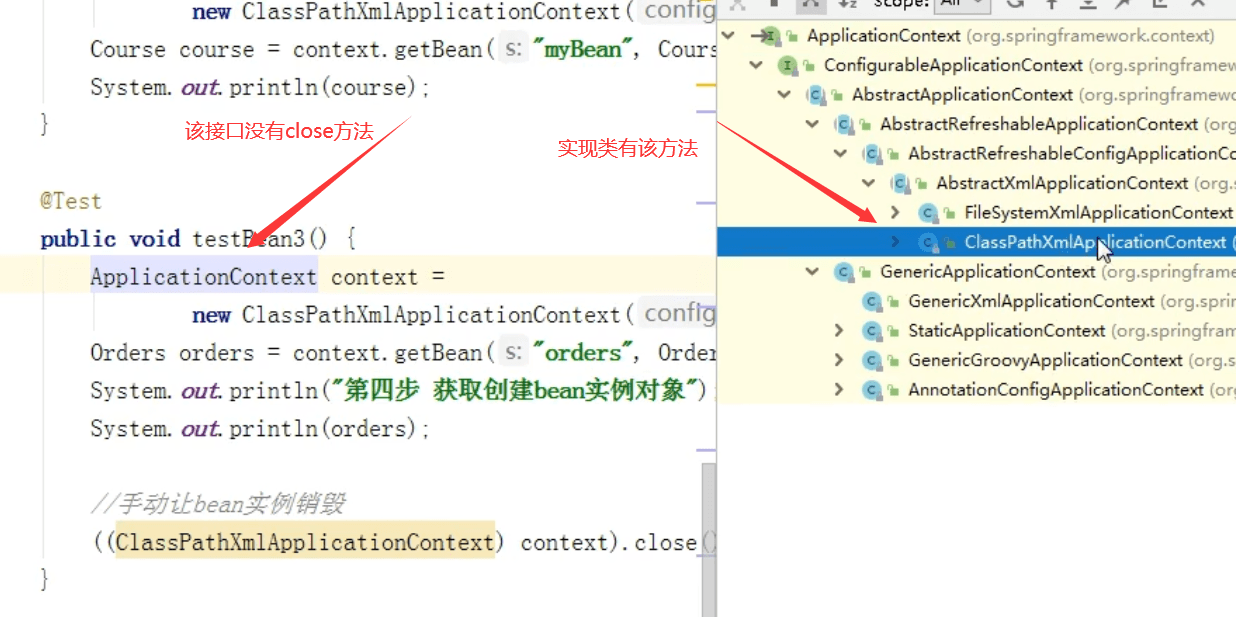 new ClassPathXmlApplicationContext( config
Course course = context.getBean( s: "myBean", Cours
System.out.println(course);
}
该接口没有close方法
实现类有该方法
@Test
public void testBean3() {
ApplicationContext context =
new ClassPathXmlApplicationContext( config
Orders orders = context.getBean( s: "orders", Order
System.out.println("第四步 获取创建bean实例对象");
System.out.println(orders);
//手动让bean实例销毁
((ClassPathXmlApplicationContext) context).close()
}
Scope: All
ApplicationContext (org.springframework.context)
ConfigurableApplicationContext (org.springframew
AbstractApplicationContext (org.springframewo
AbstractRefreshableApplicationContext (org
AbstractRefreshableConfigApplicationCo
AbstractXmlApplicationContext (org.
FileSystemXmlApplicationContext
ClassPathXmlApplicationContext (
GenericApplicationContext (org.springframe
GenericXmlApplicationContext (org.sprin
StaticApplicationContext (org.springfram
GenericGroovyApplicationContext (org.s
AnnotationConfigApplicationContext (org